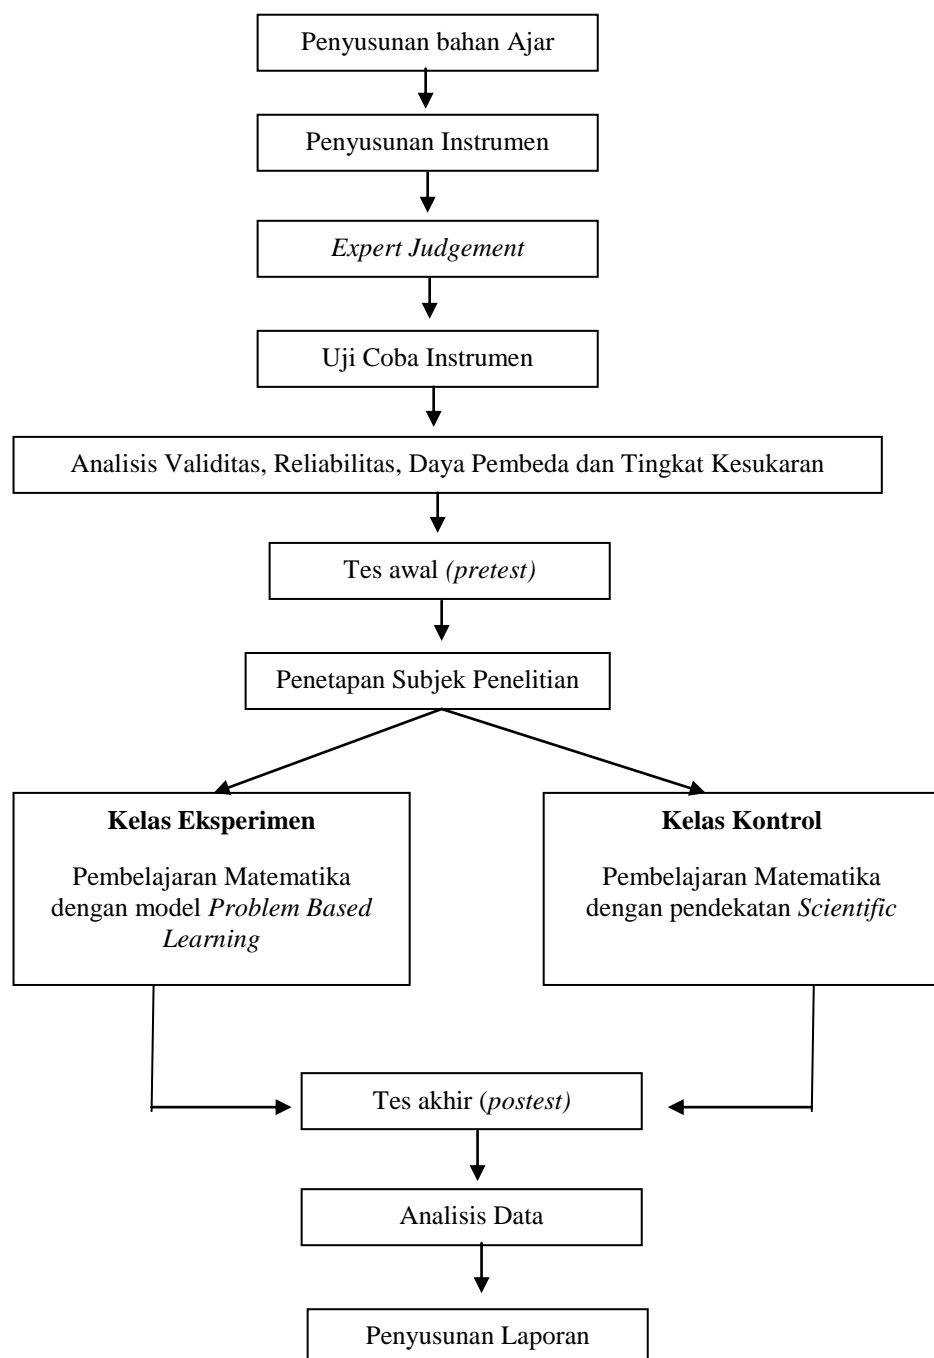 Penyusunan bahan Ajar
Penyusunan Instrumen
Expert Judgement
Uji Coba Instrumen
Analisis Validitas, Reliabilitas, Daya Pembeda dan Tingkat Kesukaran
Tes awal (pretest)
Penetapan Subjek Penelitian
Kelas Eksperimen
Pembelajaran Matematika
dengan model Problem Based
Learning
Kelas Kontrol
Pembelajaran Matematika
dengan pendekatan Scientific
Tes akhir (postest)
Analisis Data
Penyusunan Laporan